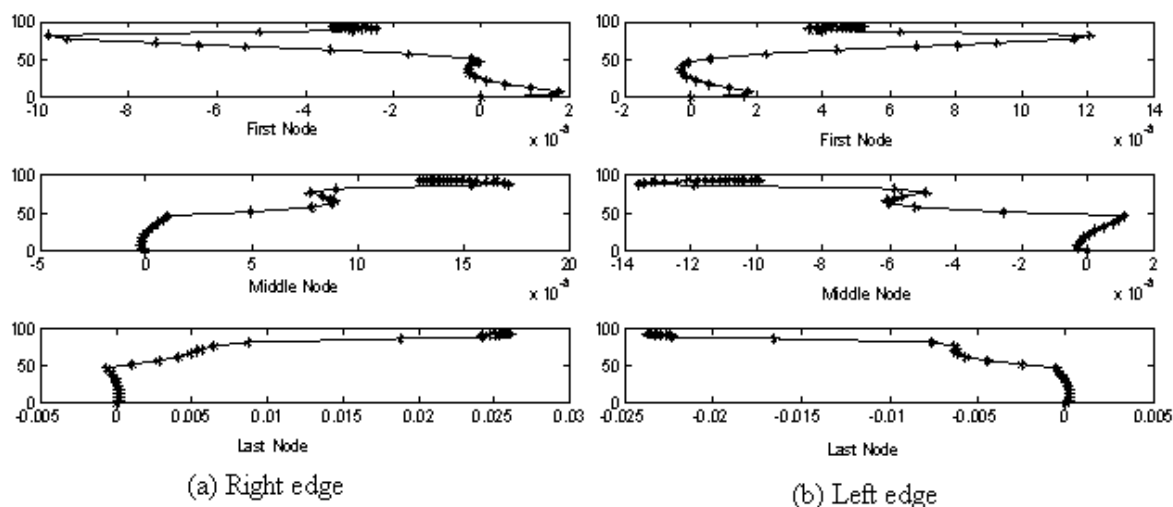 100
50
0
-10 -8 -6 -4 -2 0 2
First Node
x 10⁻³
100
50
0
-2 0 2 4 6 8 10 12 14
First Node
x 10⁻³
100
50
0
-5 0 5 10 15 20
Middle Node
x 10⁻³
100
50
0
-14 -12 -10 -8 -6 -4 -2 0 2
Middle Node
x 10⁻³
100
50
0
-0.005 0 0.005 0.01 0.015 0.02 0.025 0.03
Last Node
100
50
0
-0.025 -0.02 -0.015 -0.01 -0.005 0 0.005
Last Node
(a) Right edge
(b) Left edge